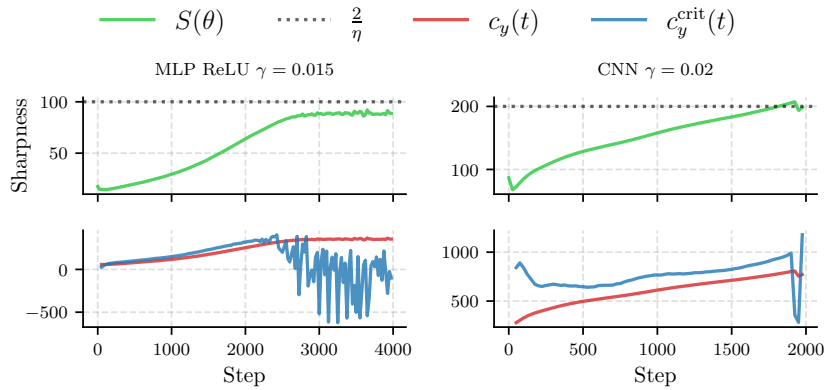 S(θ) 2/η c_y(t) c_y^crit(t)
MLP ReLU γ = 0.015
CNN γ = 0.02
Sharpness
100
50
200
100
0
−500
1000
500
0 1000 2000 3000 4000
0 500 1000 1500 2000
Step
Step